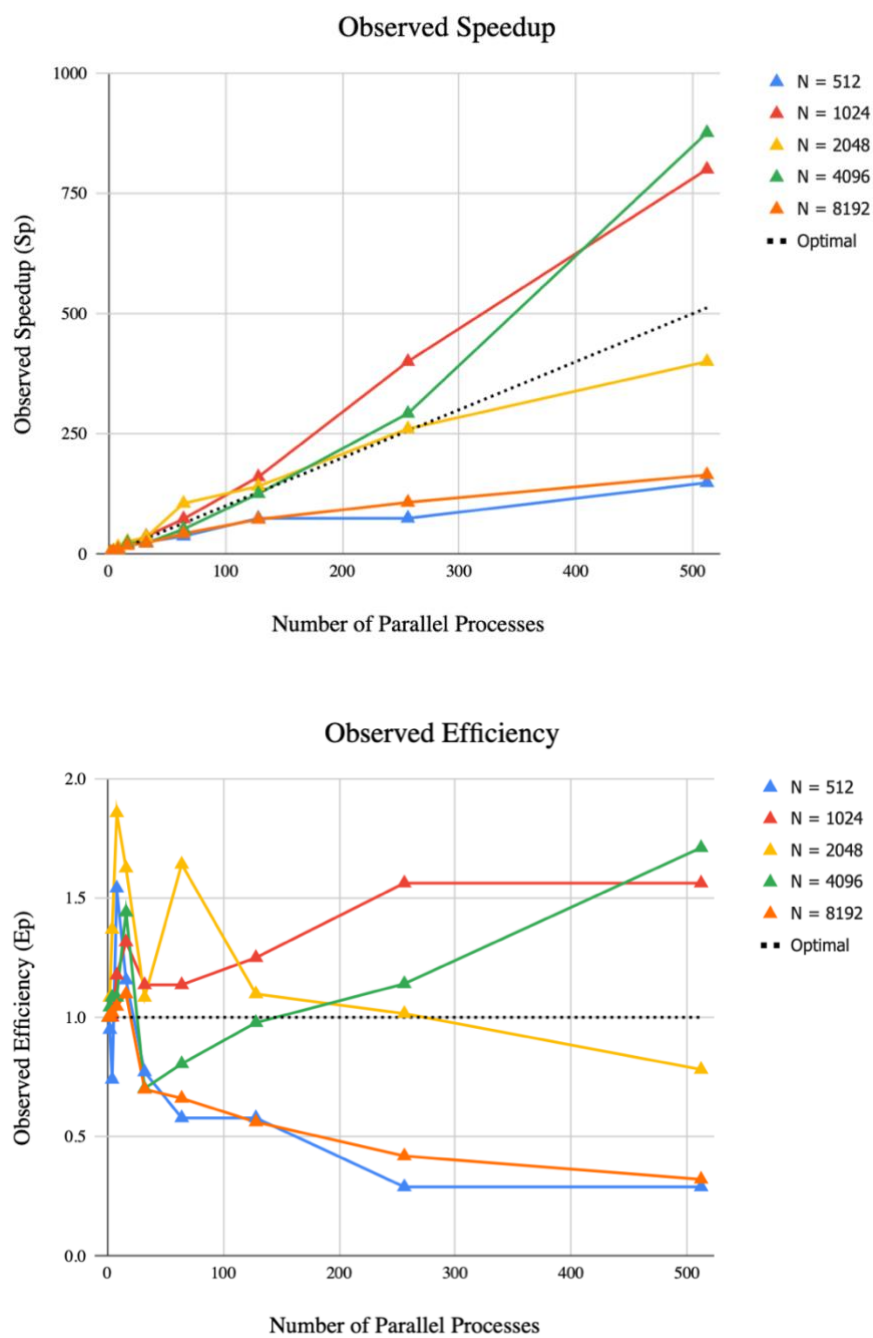 Observed Speedup
1000
750
500
250
0
0
100
200
300
400
500
Observed Speedup (Sp)
Number of Parallel Processes
N = 512
N = 1024
N = 2048
N = 4096
N = 8192
Optimal
Observed Efficiency
2.0
1.5
1.0
0.5
0.0
0
100
200
300
400
500
Observed Efficiency (Ep)
Number of Parallel Processes
N = 512
N = 1024
N = 2048
N = 4096
N = 8192
Optimal